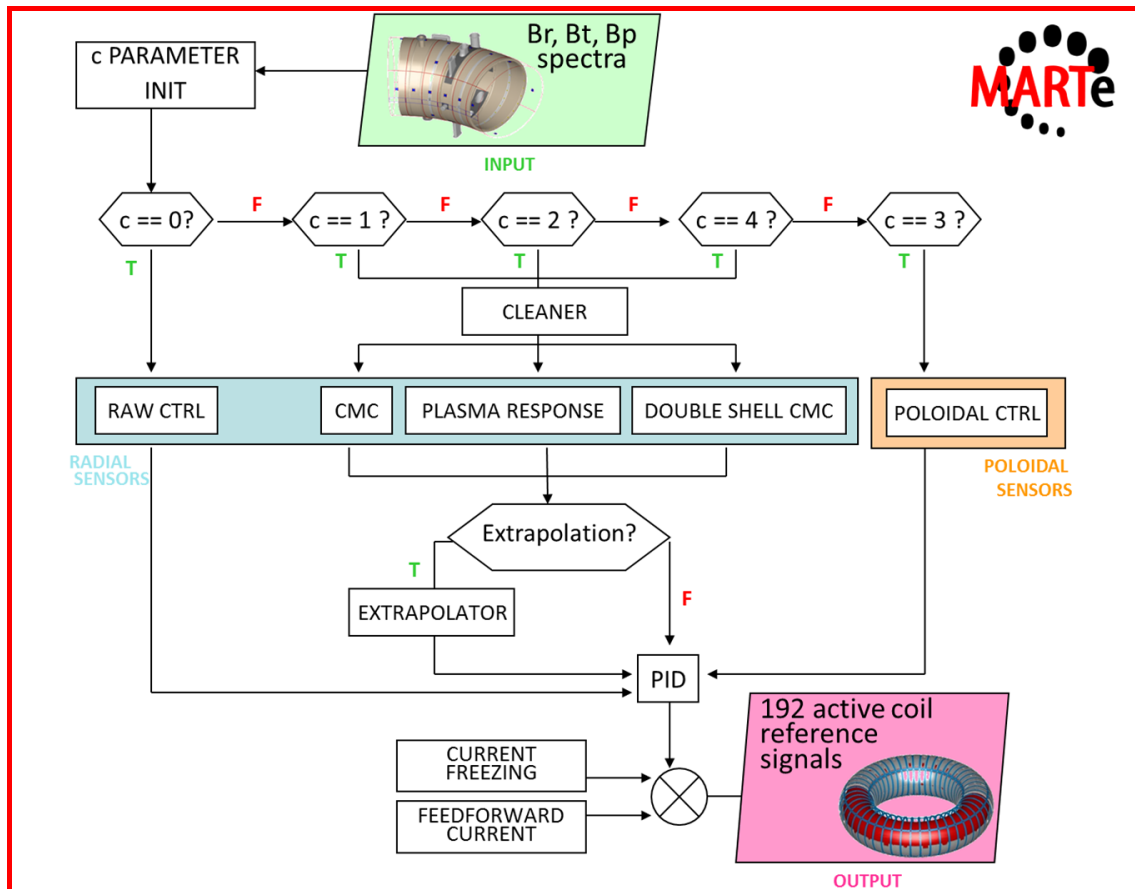 c PARAMETER
INIT
Br, Bt, Bp
spectra
MARTe
INPUT
c == 0?
F
c == 1 ?
F
c == 2 ?
F
c == 4 ?
F
c == 3 ?
T
T
T
T
T
CLEANER
RAW CTRL
CMC
PLASMA RESPONSE
DOUBLE SHELL CMC
POLOIDAL CTRL
RADIAL
SENSORS
POLOIDAL
SENSORS
Extrapolation?
T
F
EXTRAPOLATOR
PID
192 active coil
reference
signals
CURRENT
FREEZING
FEEDFORWARD
CURRENT
OUTPUT